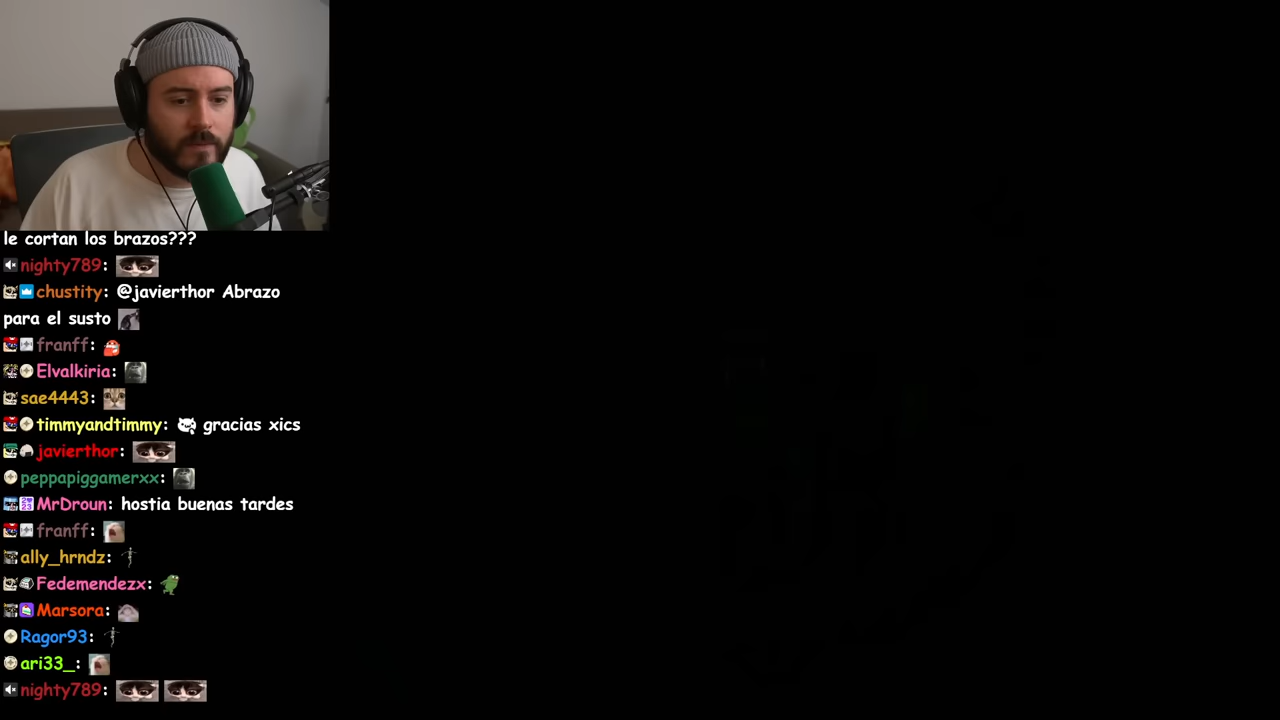 le cortan los brazos???
nighty789:
chustity: @javierthor Abrazo
para el susto
franff:
Elvalkiria:
sae4443:
timmyandtimmy: gracias xics
javierthor:
peppapiggamerxx:
MrDroun: hostia buenas tardes
franff:
ally_hrndz:
Fedemendezx:
Marsora:
Ragor93:
ari33_:
nighty789: